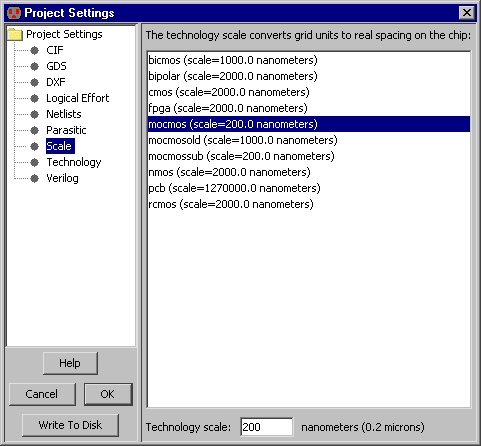 Project Settings
Project Settings
CIF
GDS
DXF
Logical Effort
Netlists
Parasitic
Scale
Technology
Verilog
Help
Cancel
OK
Write To Disk
The technology scale converts grid units to real spacing on the chip:
bicmos (scale=1000.0 nanometers)
bipolar (scale=2000.0 nanometers)
cmos (scale=2000.0 nanometers)
fpga (scale=2000.0 nanometers)
mocmos (scale=200.0 nanometers)
mocmosold (scale=1000.0 nanometers)
mocmossub (scale=200.0 nanometers)
nmos (scale=2000.0 nanometers)
pcb (scale=1270000.0 nanometers)
rcmos (scale=2000.0 nanometers)
Technology scale: 200 nanometers (0.2 microns)